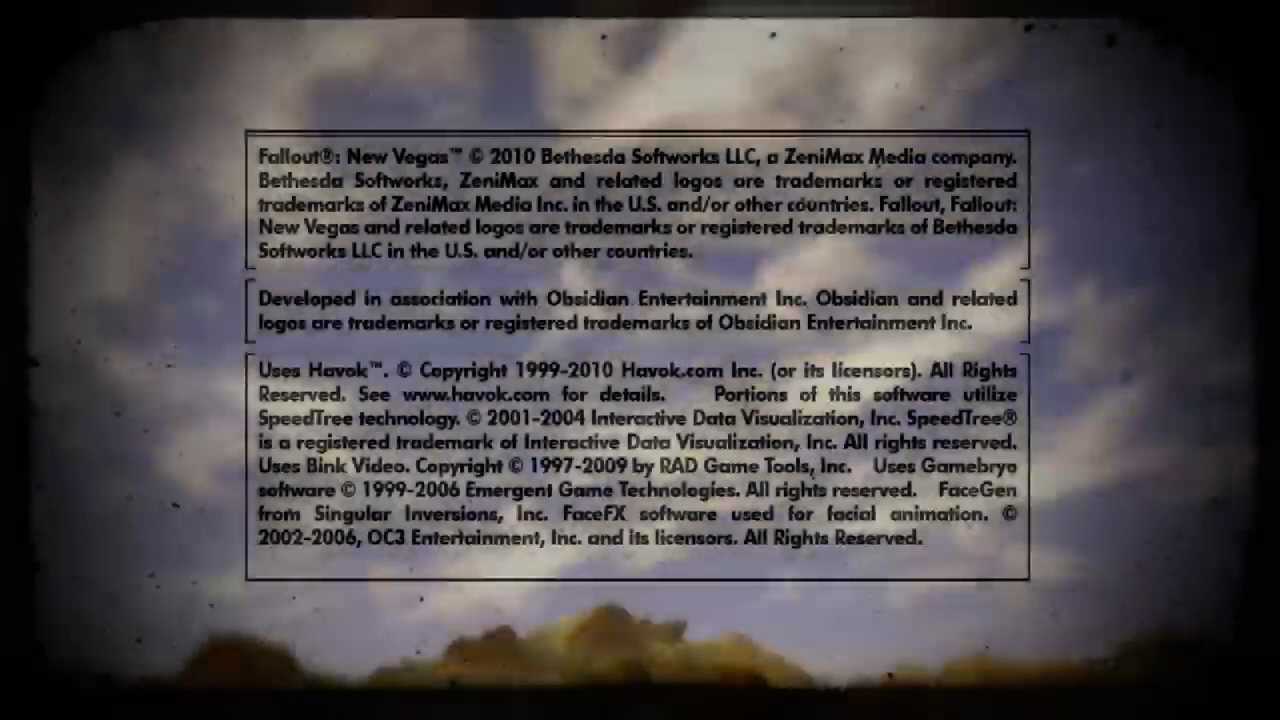 Fallout®: New Vegas™ © 2010 Bethesda Softworks LLC, a ZeniMax Media company.
Bethesda Softworks, ZeniMax and related logos are trademarks or registered
trademarks of ZeniMax Media Inc. in the U.S. and/or other countries. Fallout, Fallout:
New Vegas and related logos are trademarks or registered trademarks of Bethesda
Softworks LLC in the U.S. and/or other countries.
Developed in association with Obsidian Entertainment Inc. Obsidian and related
logos are trademarks or registered trademarks of Obsidian Entertainment Inc.
Uses Havok™. © Copyright 1999-2010 Havok.com Inc. (or its licensors). All Rights
Reserved. See www.havok.com for details. Portions of this software utilize
SpeedTree technology. © 2001-2004 Interactive Data Visualization, Inc. SpeedTree®
is a registered trademark of Interactive Data Visualization, Inc. All rights reserved.
Uses Bink Video. Copyright © 1997-2009 by RAD Game Tools, Inc. Uses Gamebryo
software © 1999-2006 Emergent Game Technologies. All rights reserved. FaceGen
from Singular Inversions, Inc. FaceFX software used for facial animation. ©
2002-2006, OC3 Entertainment, Inc. and its licensors. All Rights Reserved.